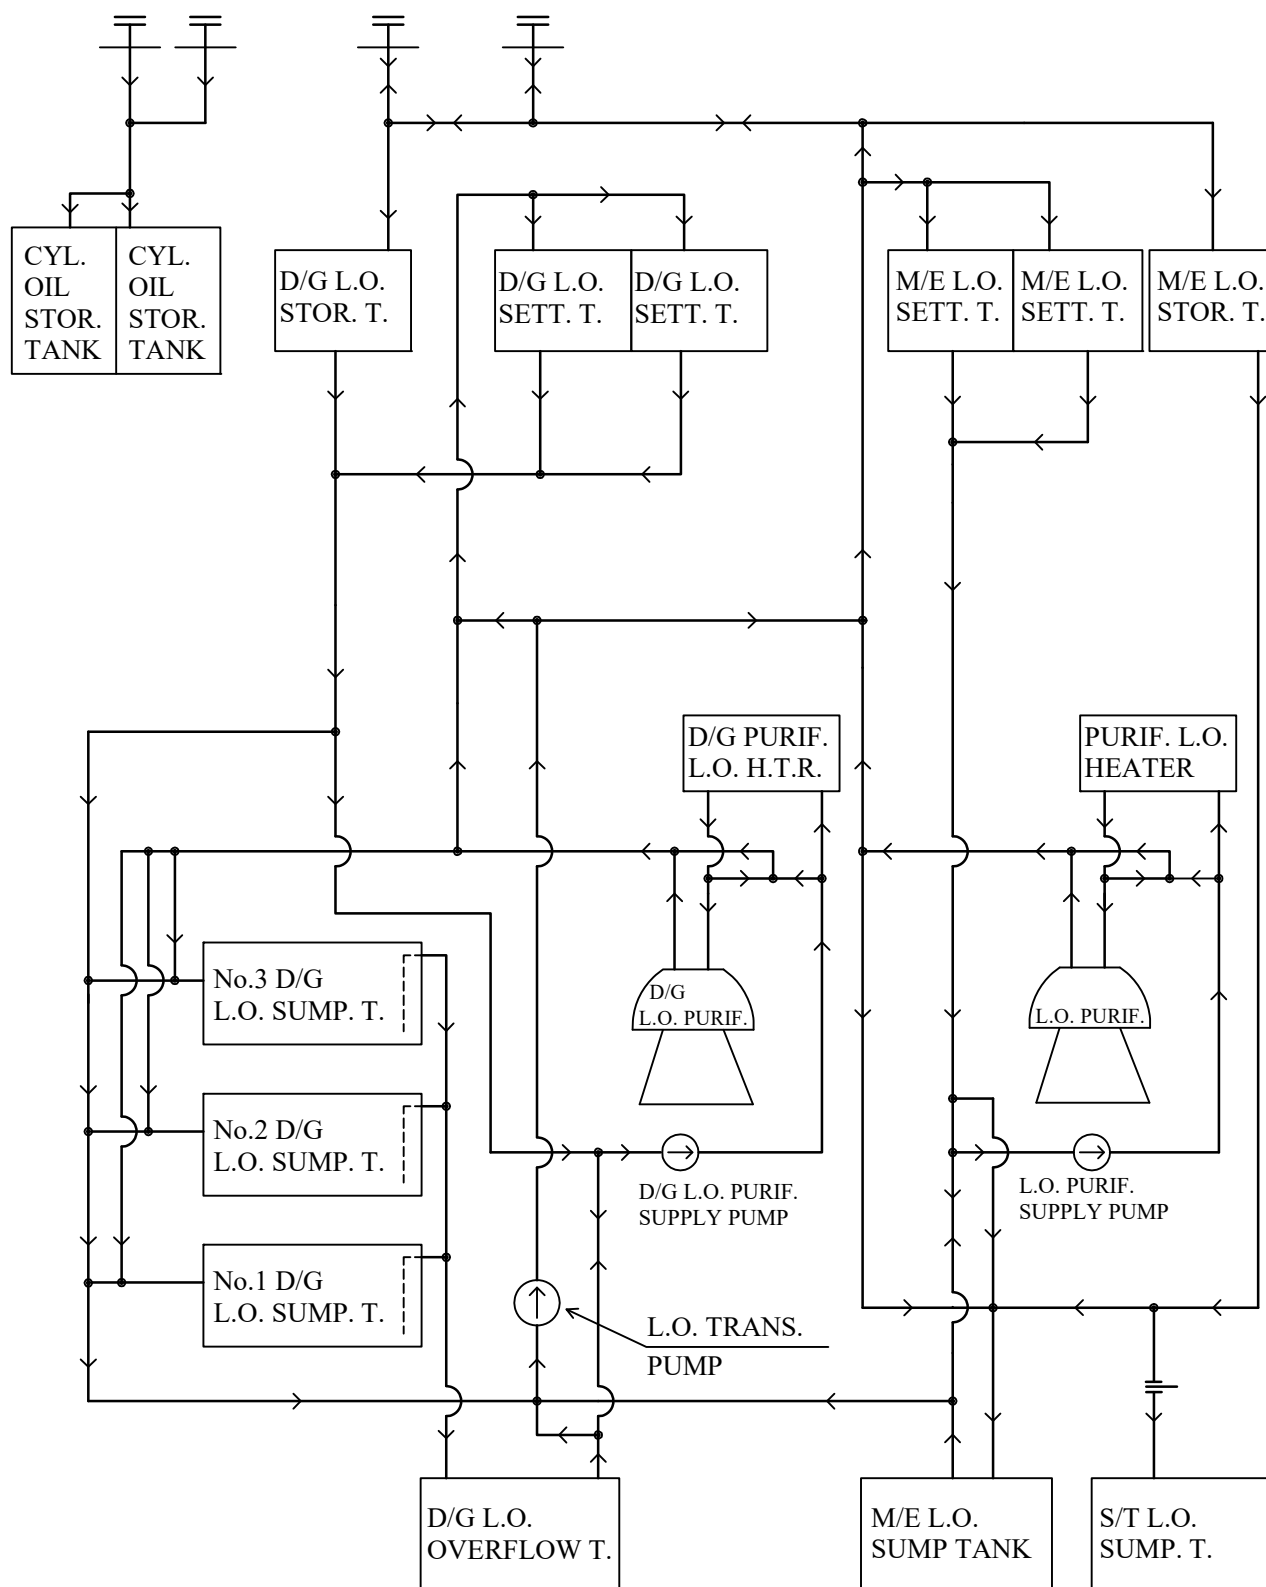 CYL.
OIL
STOR.
TANK
CYL.
OIL
STOR.
TANK
D/G L.O.
STOR. T.
D/G L.O.
SETT. T.
D/G L.O.
SETT. T.
M/E L.O.
SETT. T.
M/E L.O.
SETT. T.
M/E L.O.
STOR. T.
D/G PURIF.
L.O. H.T.R.
PURIF. L.O.
HEATER
No.3 D/G
L.O. SUMP. T.
D/G
L.O. PURIF.
L.O. PURIF.
No.2 D/G
L.O. SUMP. T.
D/G L.O. PURIF.
SUPPLY PUMP
L.O. PURIF.
SUPPLY PUMP
No.1 D/G
L.O. SUMP. T.
L.O. TRANS.
PUMP
D/G L.O.
OVERFLOW T.
M/E L.O.
SUMP TANK
S/T L.O.
SUMP. T.